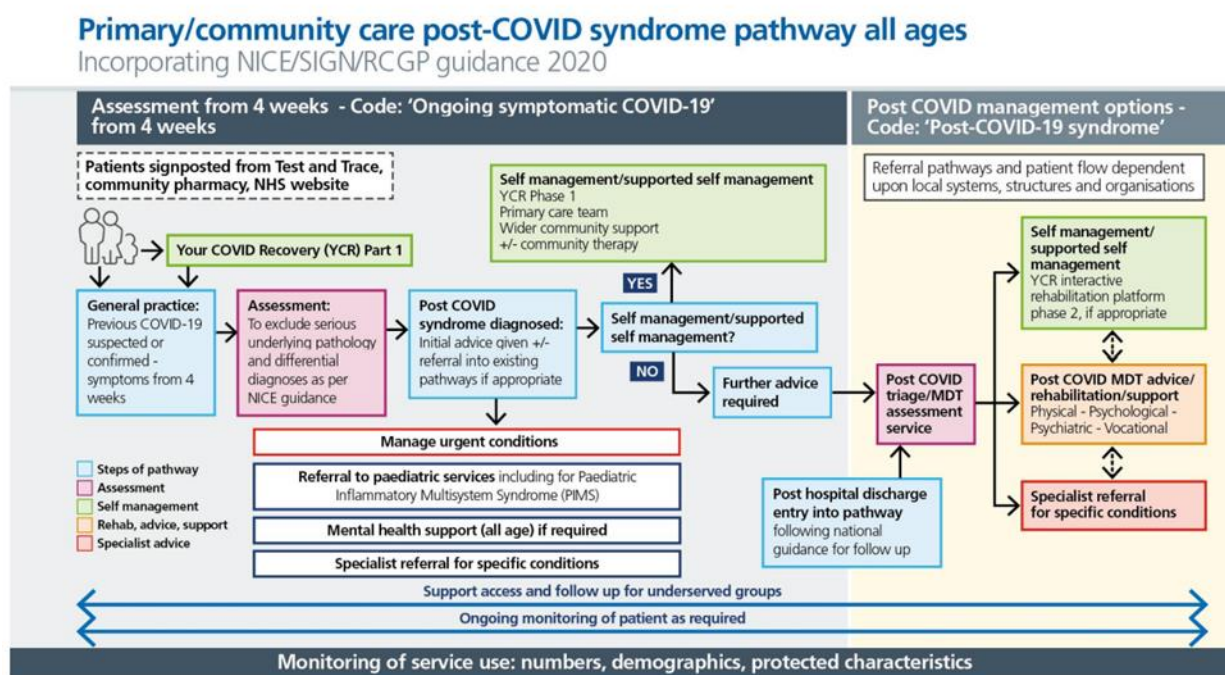 Primary/community care post-COVID syndrome pathway all ages
Incorporating NICE/SIGN/RCGP guidance 2020
Assessment from 4 weeks - Code: ‘Ongoing symptomatic COVID-19’
from 4 weeks
Post COVID management options -
Code: ‘Post-COVID-19 syndrome’
Patients signposted from Test and Trace,
community pharmacy, NHS website
Your COVID Recovery (YCR) Part 1
General practice:
Previous COVID-19
suspected or
confirmed -
symptoms from 4
weeks
Assessment:
To exclude serious
underlying pathology
and differential
diagnoses as per
NICE guidance
Post COVID
syndrome diagnosed:
Initial advice given +/-
referral into existing
pathways if appropriate
Self management/supported self management
YCR Phase 1
Primary care team
Wider community support
+/- community therapy
YES
Self management/supported
self management?
NO
Further advice
required
Manage urgent conditions
Referral to paediatric services including for Paediatric
Inflammatory Multisystem Syndrome (PIMS)
Mental health support (all age) if required
Specialist referral for specific conditions
Steps of pathway
Assessment
Self management
Rehab, advice, support
Specialist advice
Post hospital discharge
entry into pathway
following national
guidance for follow up
Referral pathways and patient flow dependent
upon local systems, structures and organisations
Post COVID
triage/MDT
assessment
service
Self management/
supported self
management
YCR interactive
rehabilitation platform
phase 2, if appropriate
Post COVID MDT advice/
rehabilitation/support
Physical - Psychological -
Psychiatric - Vocational
Specialist referral
for specific conditions
Support access and follow up for underserved groups
Ongoing monitoring of patient as required
Monitoring of service use: numbers, demographics, protected characteristics